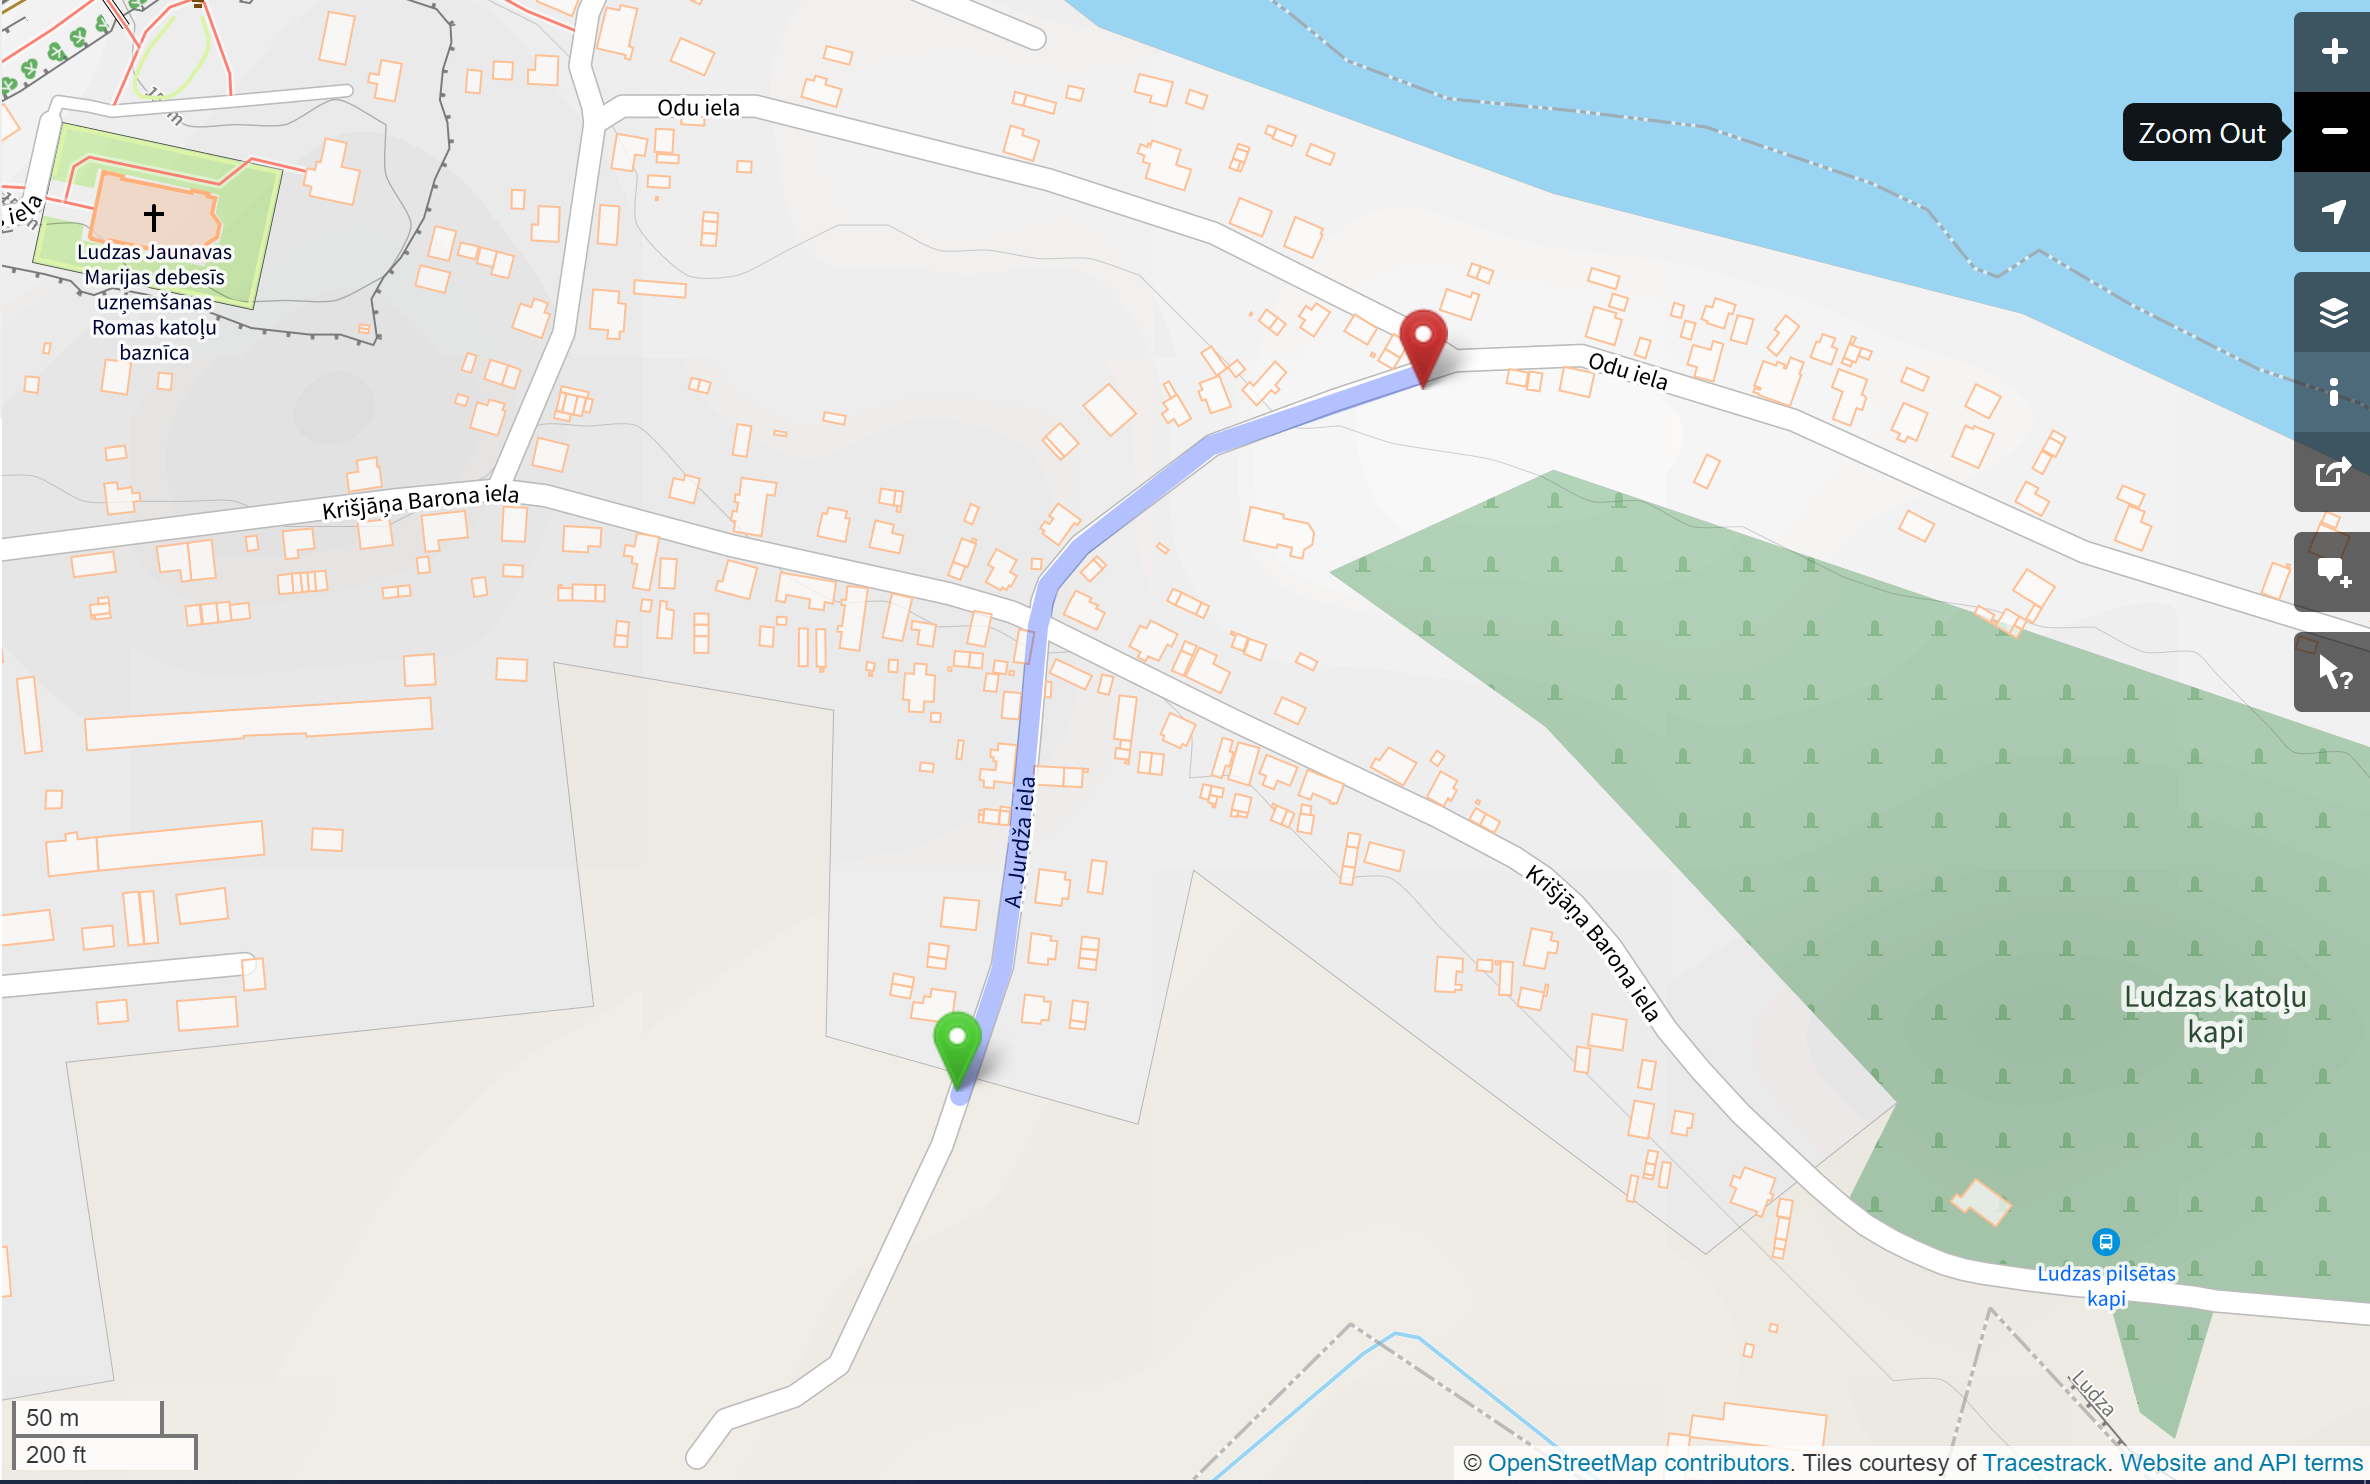 Odu iela
Zoom Out
iela
Ludzas Jaunavas
Marijas debesīs
uzņemšanas
Romas katoļu
baznīca
Odu iela
Krišjāņa Barona iela
A. Jurdža iela
Krišjāņa Barona iela
Ludzas katoļu
kapi
Ludzas pilsētas
kapi
Ludza
50 m
200 ft
© OpenStreetMap contributors. Tiles courtesy of Tracestrack. Website and API terms